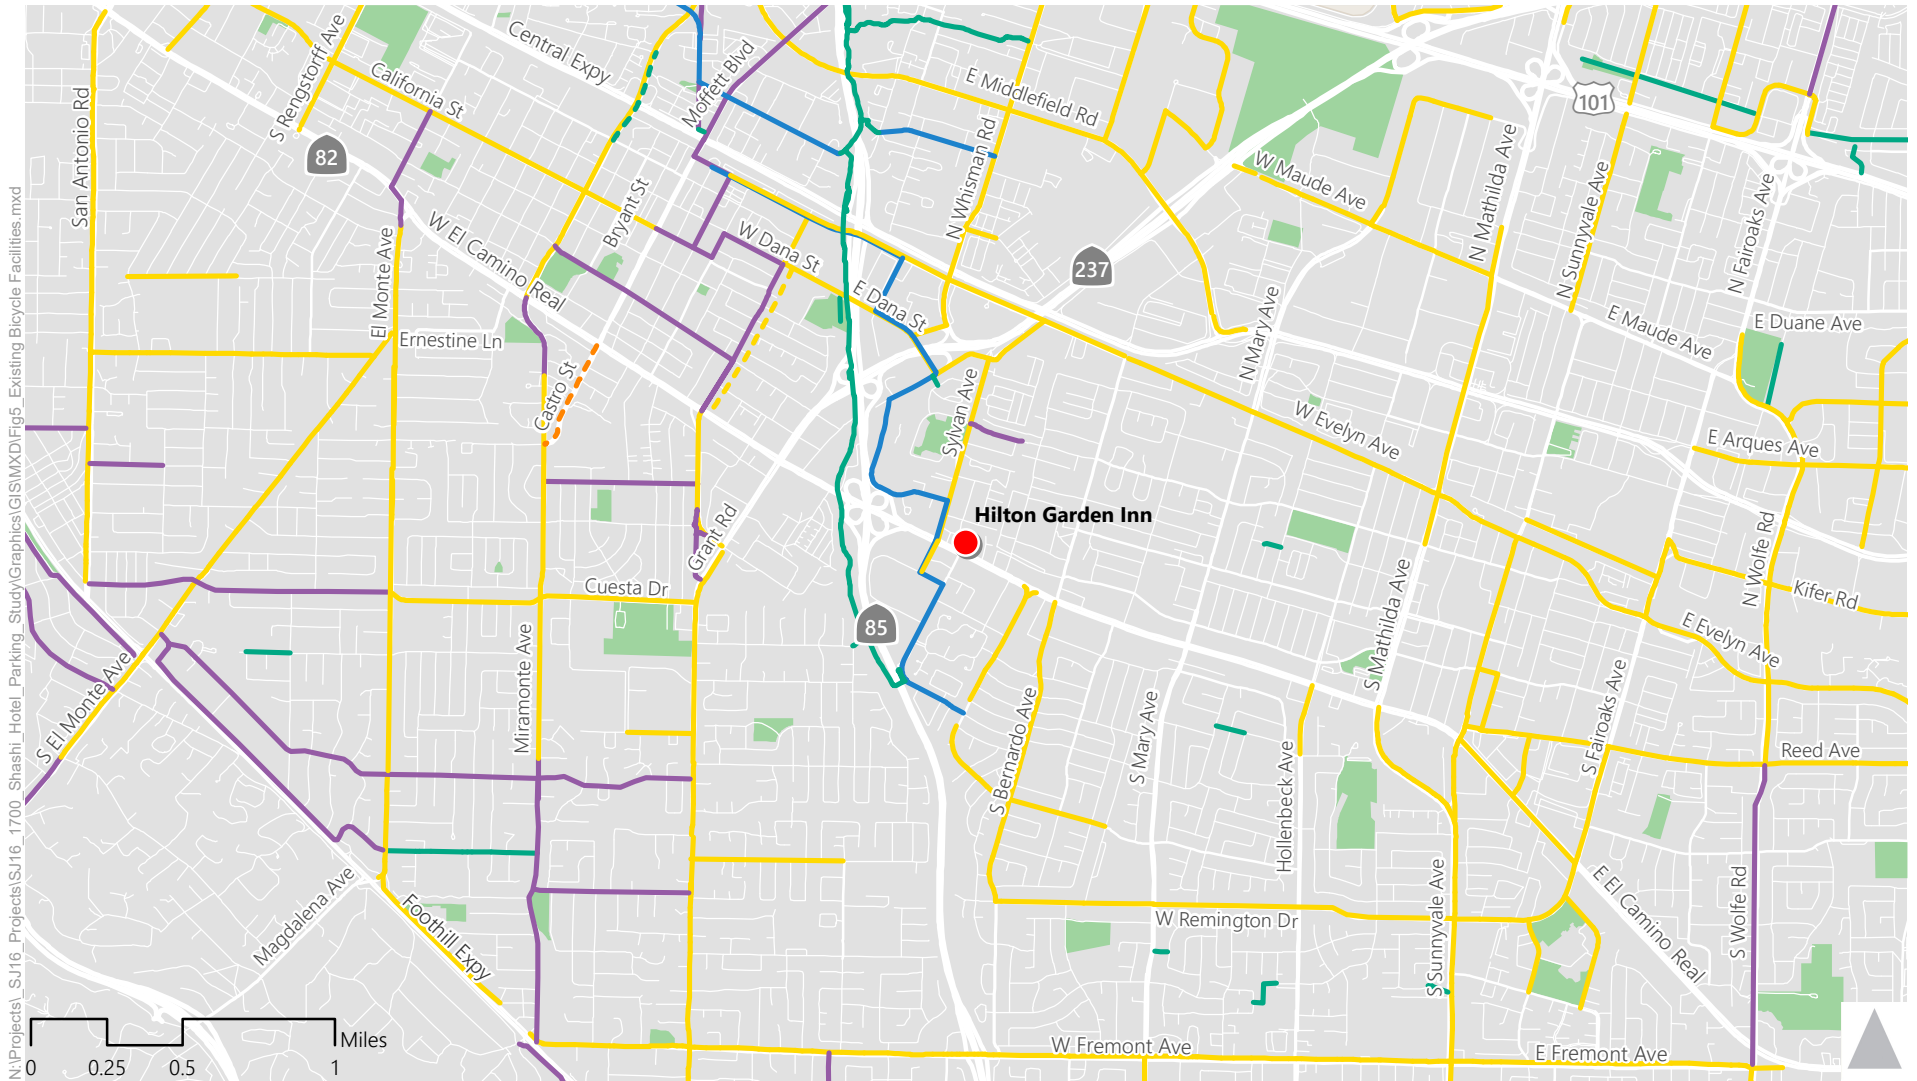 Central Expy
Moffett Blvd
S Rengstorff Ave
California St
E Middlefield Rd
101
San Antonio Rd
82
N Whisman Rd
W Maude Ave
N Mathilda Ave
N Sunnyvale Ave
N Fairoaks Ave
Bryant St
W El Camino Real
W Dana St
237
El Monte Ave
E Dana St
N Mary Ave
E Maude Ave
E Duane Ave
Ernestine Ln
Castro St
Sylvan Ave
W Evelyn Ave
E Arques Ave
Hilton Garden Inn
Grant Rd
Cuesta Dr
85
N Wolfe Rd
Kifer Rd
E Evelyn Ave
S Mathilda Ave
S El Monte Ave
Miramonte Ave
S Bernardo Ave
S Mary Ave
Hollenbeck Ave
S Fairoaks Ave
Reed Ave
Magdalena Ave
Foothill Expy
W Remington Dr
S Sunnyvale Ave
E El Camino Real
S Wolfe Rd
W Fremont Ave
E Fremont Ave
Miles
0 0.25 0.5 1
N:\Projects\_SJ16_Projects\SJ16_1700_Shashi_Hotel_Parking_Study\Graphics\GIS\MXD\Fig5_Existing Bicycle Facilities.mxd